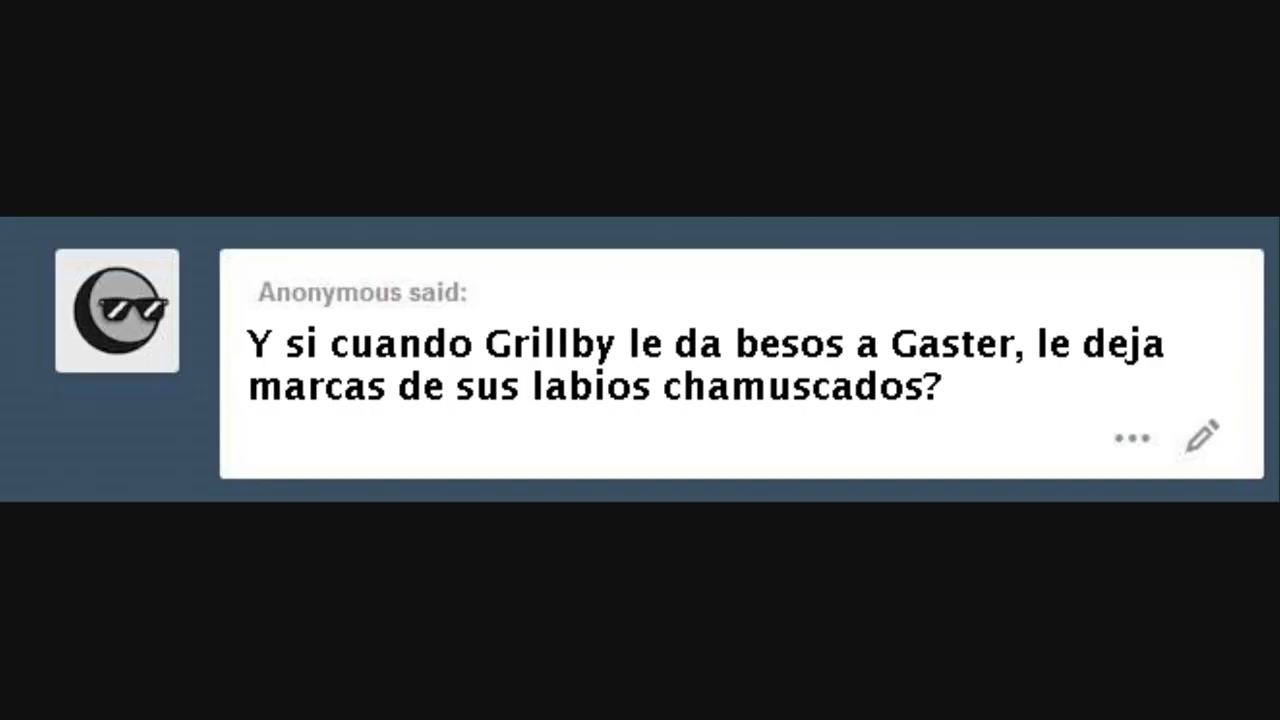 Anonymous said:
Y si cuando Grillby le da besos a Gaster, le deja
marcas de sus labios chamuscados?